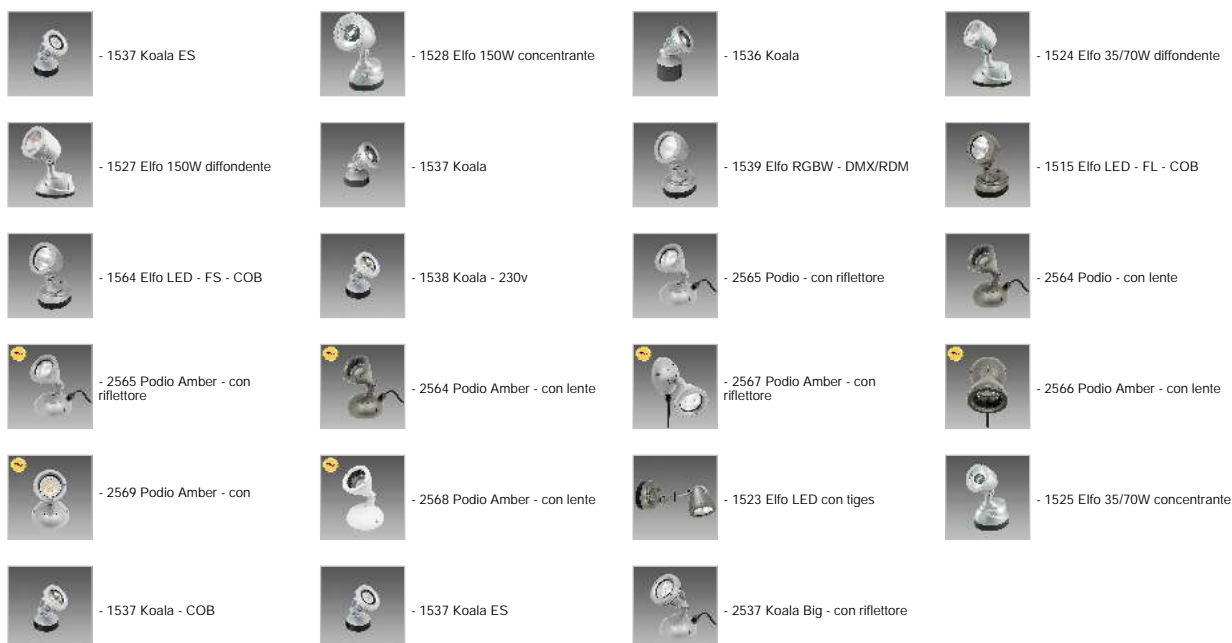 - 1537 Koala ES
- 1528 Elfo 150W concentrante
- 1536 Koala
- 1524 Elfo 35/70W diffondente
- 1527 Elfo 150W diffondente
- 1537 Koala
- 1539 Elfo RGBW - DMX/RDM
- 1515 Elfo LED - FL - COB
- 1564 Elfo LED - FS - COB
- 1538 Koala - 230v
- 2565 Podio - con riflettore
- 2564 Podio - con lente
- 2565 Podio Amber - con
riflettore
- 2564 Podio Amber - con lente
- 2567 Podio Amber - con
riflettore
- 2566 Podio Amber - con lente
- 2569 Podio Amber - con
- 2568 Podio Amber - con lente
- 1523 Elfo LED con tiges
- 1525 Elfo 35/70W concentrante
- 1537 Koala - COB
- 1537 Koala ES
- 2537 Koala Big - con riflettore